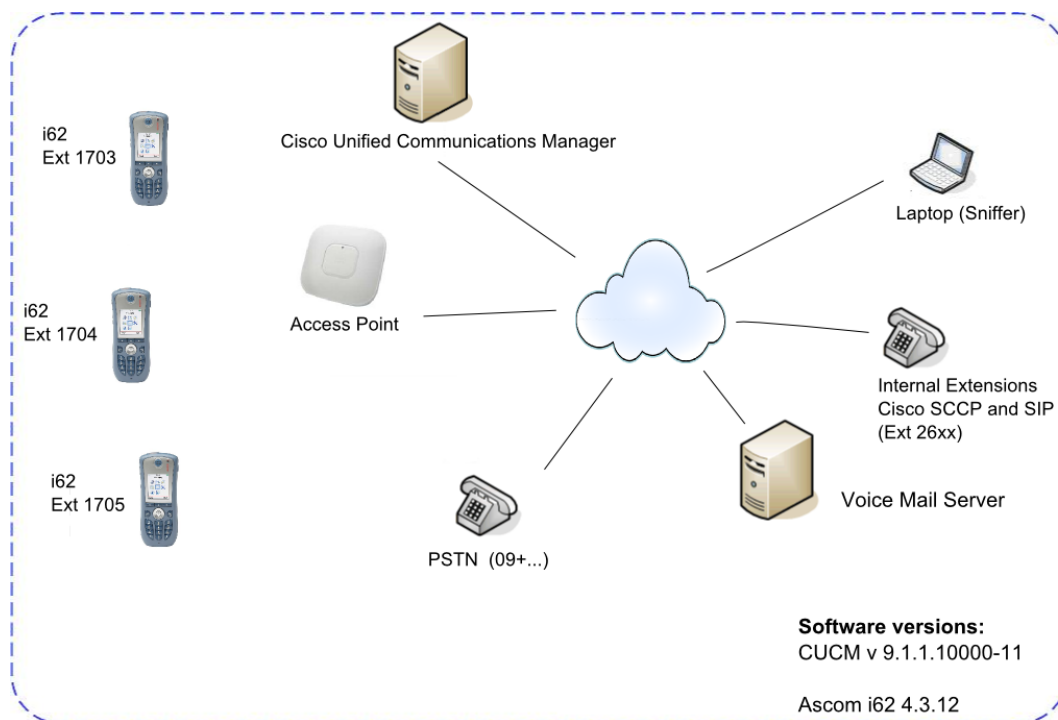 Cisco Unified Communications Manager
i62
Ext 1703
Laptop (Sniffer)
i62
Ext 1704
Access Point
Internal Extensions
Cisco SCCP and SIP
(Ext 26xx)
i62
Ext 1705
Voice Mail Server
PSTN (09+...)
Software versions:
CUCM v 9.1.1.10000-11
Ascom i62 4.3.12